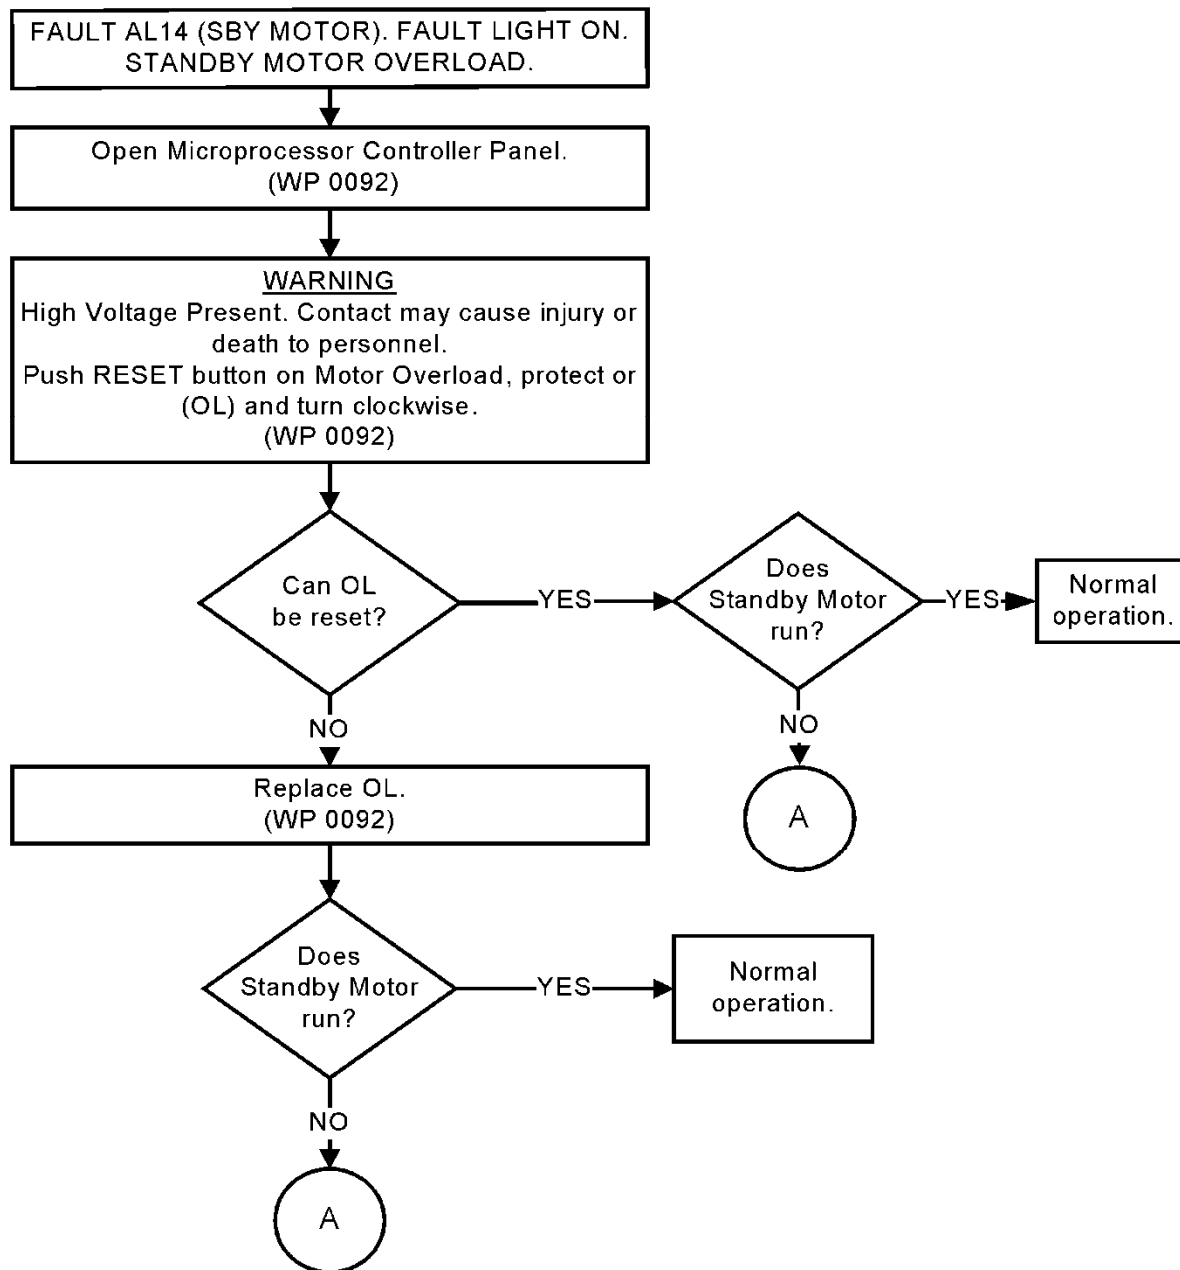 FAULT AL14 (SBY MOTOR). FAULT LIGHT ON.
STANDBY MOTOR OVERLOAD.
Open Microprocessor Controller Panel.
(WP 0092)
WARNING
High Voltage Present. Contact may cause injury or
death to personnel.
Push RESET button on Motor Overload, protect or
(OL) and turn clockwise.
(WP 0092)
Can OL
be reset?
YES
Does
Standby Motor
run?
YES
Normal
operation.
NO
A
NO
Replace OL.
(WP 0092)
Does
Standby Motor
run?
YES
Normal
operation.
NO
A